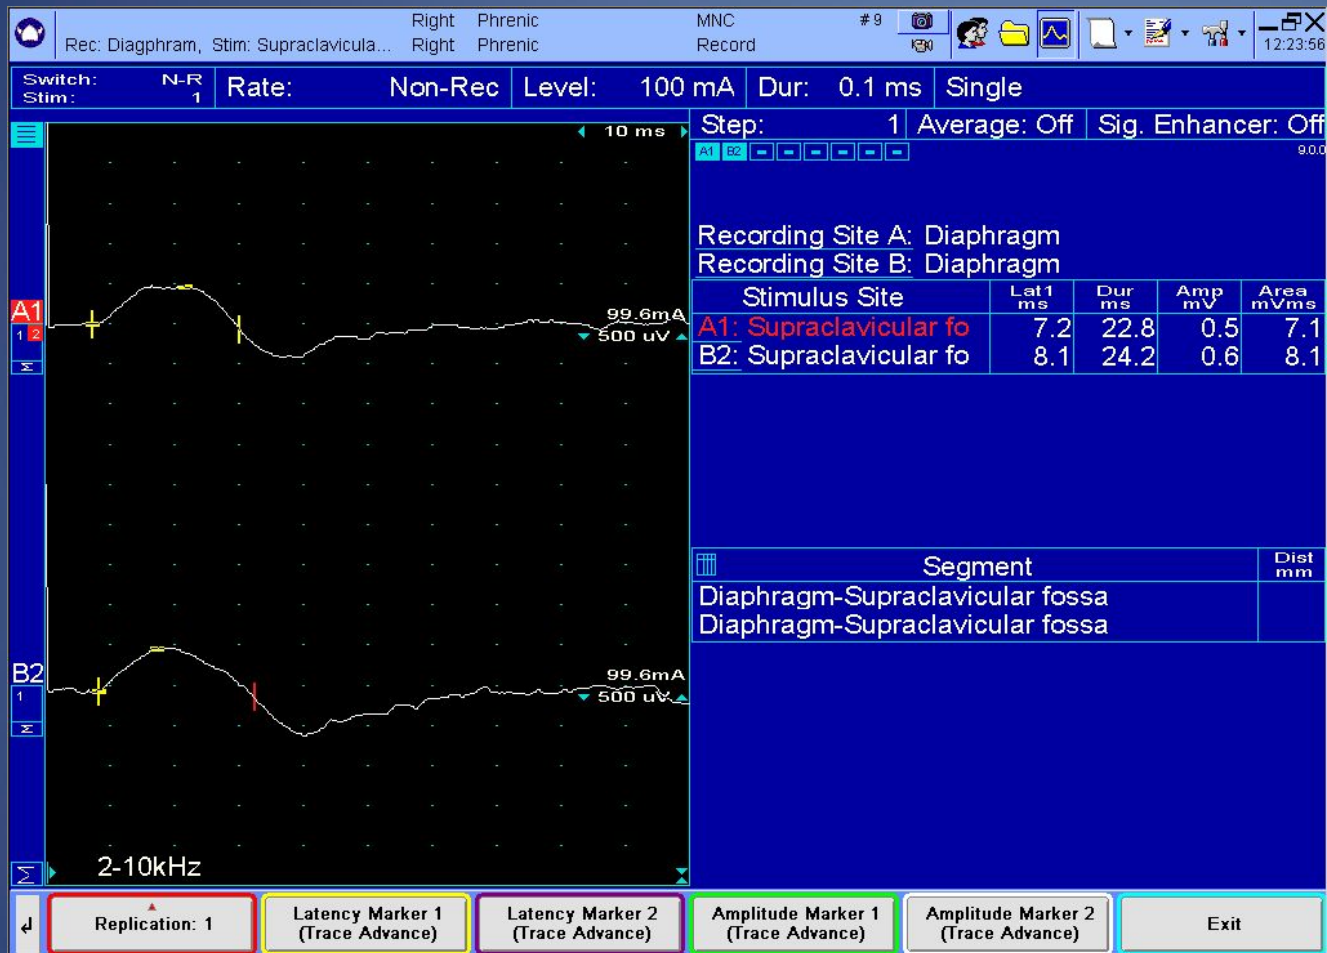 Right Phrenic MNC #9
Rec: Diagphram, Stim: Supraclavicula... Right Phrenic Record 12:23:56
Switch: N-R
Stim: 1
Rate: Non-Rec Level: 100 mA Dur: 0.1 ms Single
10 ms
Step: 1 Average: Off Sig. Enhancer: Off
A1 B2 9.0.0
Recording Site A: Diaphragm
Recording Site B: Diaphragm
Stimulus Site Lat1 ms Dur ms Amp mV Area mVms
A1: Supraclavicular fo 7.2 22.8 0.5 7.1
B2: Supraclavicular fo 8.1 24.2 0.6 8.1
A1 99.6mA
1 2 500 uV
Σ
Segment Dist mm
Diaphragm-Supraclavicular fossa
Diaphragm-Supraclavicular fossa
B2 99.6mA
1 500 uV
Σ
Σ 2-10kHz
Replication: 1
Latency Marker 1
(Trace Advance)
Latency Marker 2
(Trace Advance)
Amplitude Marker 1
(Trace Advance)
Amplitude Marker 2
(Trace Advance)
Exit